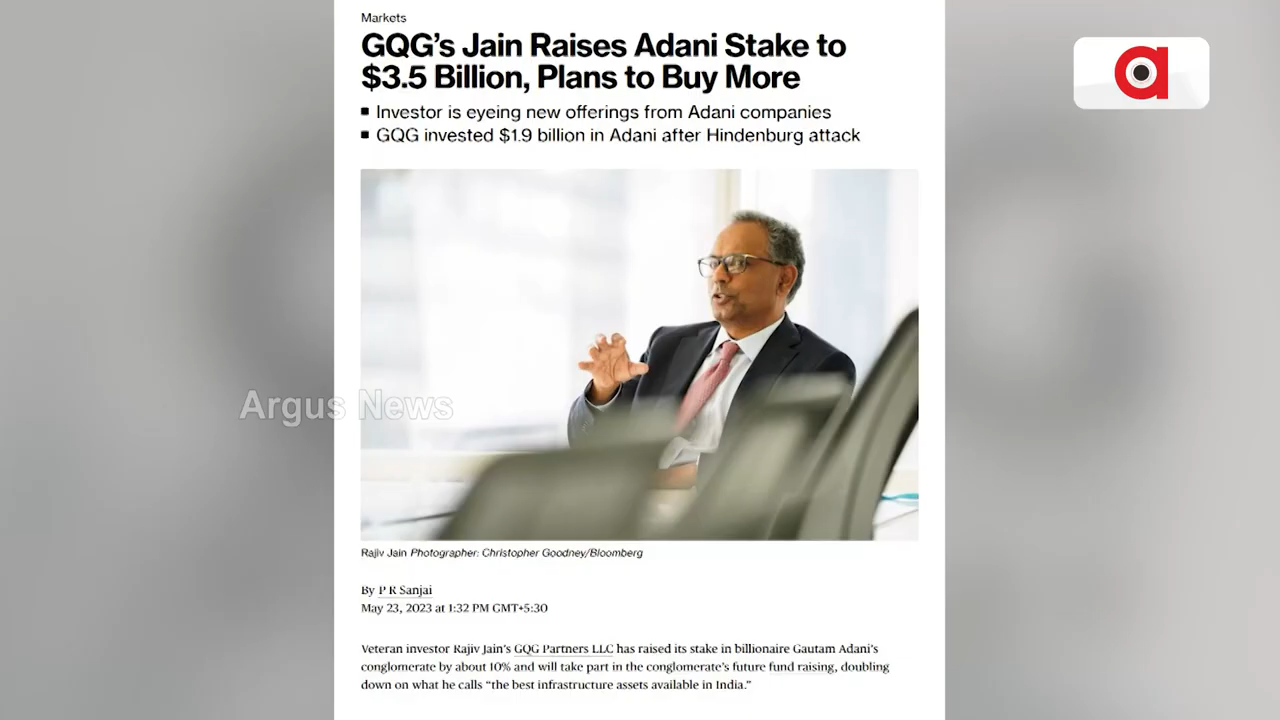 Markets
GQG's Jain Raises Adani Stake to
$3.5 Billion, Plans to Buy More
Investor is eyeing new offerings from Adani companies
GQG invested $1.9 billion in Adani after Hindenburg attack
Argus News
Rajiv Jain Photographer: Christopher Goodney/Bloomberg
By P R Sanjai
May 23, 2023 at 1:32 PM GMT+5:30
Veteran investor Rajiv Jain's GQG Partners LLC has raised its stake in billionaire Gautam Adani's
conglomerate by about 10% and will take part in the conglomerate's future fund raising, doubling
down on what he calls “the best infrastructure assets available in India.”